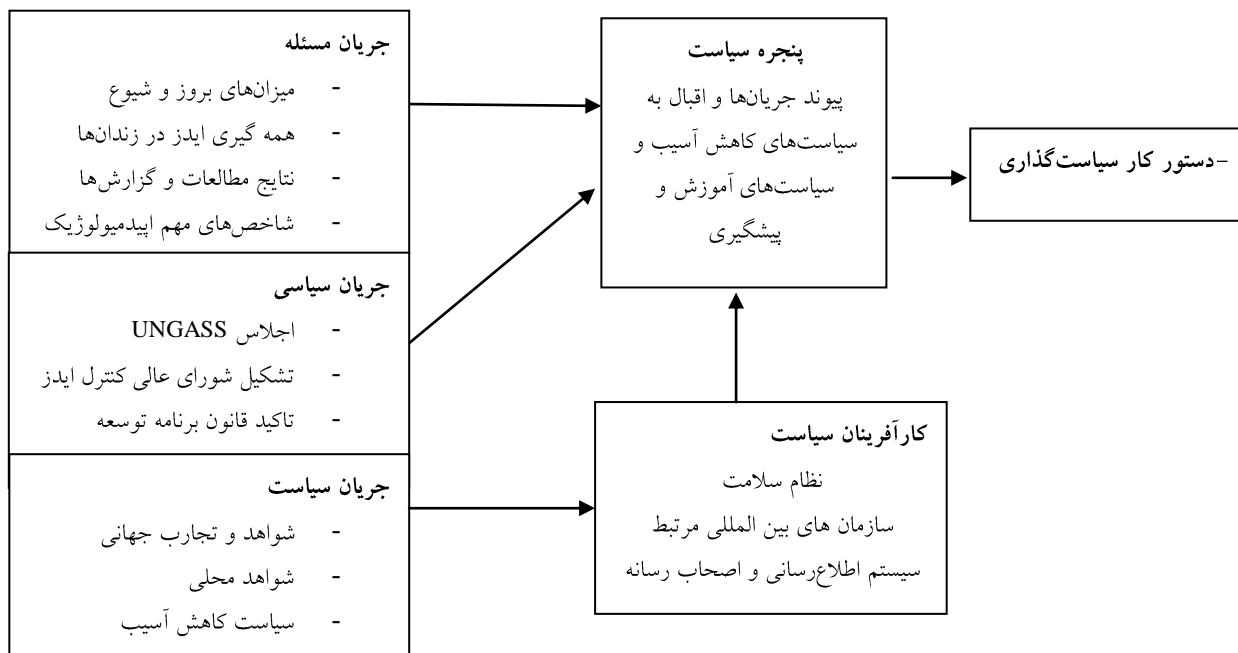 جریان مسئله
- میزان‌های بروز و شیوع
- همه گیری ایدز در زندان‌ها
- نتایج مطالعات و گزارش‌ها
- شاخص‌های مهم اپیدمیولوژیک
جریان سیاسی
- اجلاس UNGASS
- تشکیل شورای عالی کنترل ایدز
- تاکید قانون برنامه توسعه
جریان سیاست
- شواهد و تجارب جهانی
- شواهد محلی
- سیاست کاهش آسیب
پنجره سیاست
پیوند جریان‌ها و اقبال به
سیاست‌های کاهش آسیب و
سیاست‌های آموزش و
پیشگیری
کارآفرینان سیاست
نظام سلامت
سازمان های بین المللی مرتبط
سیستم اطلاع‌رسانی و اصحاب رسانه
-دستور کار سیاست‌گذاری